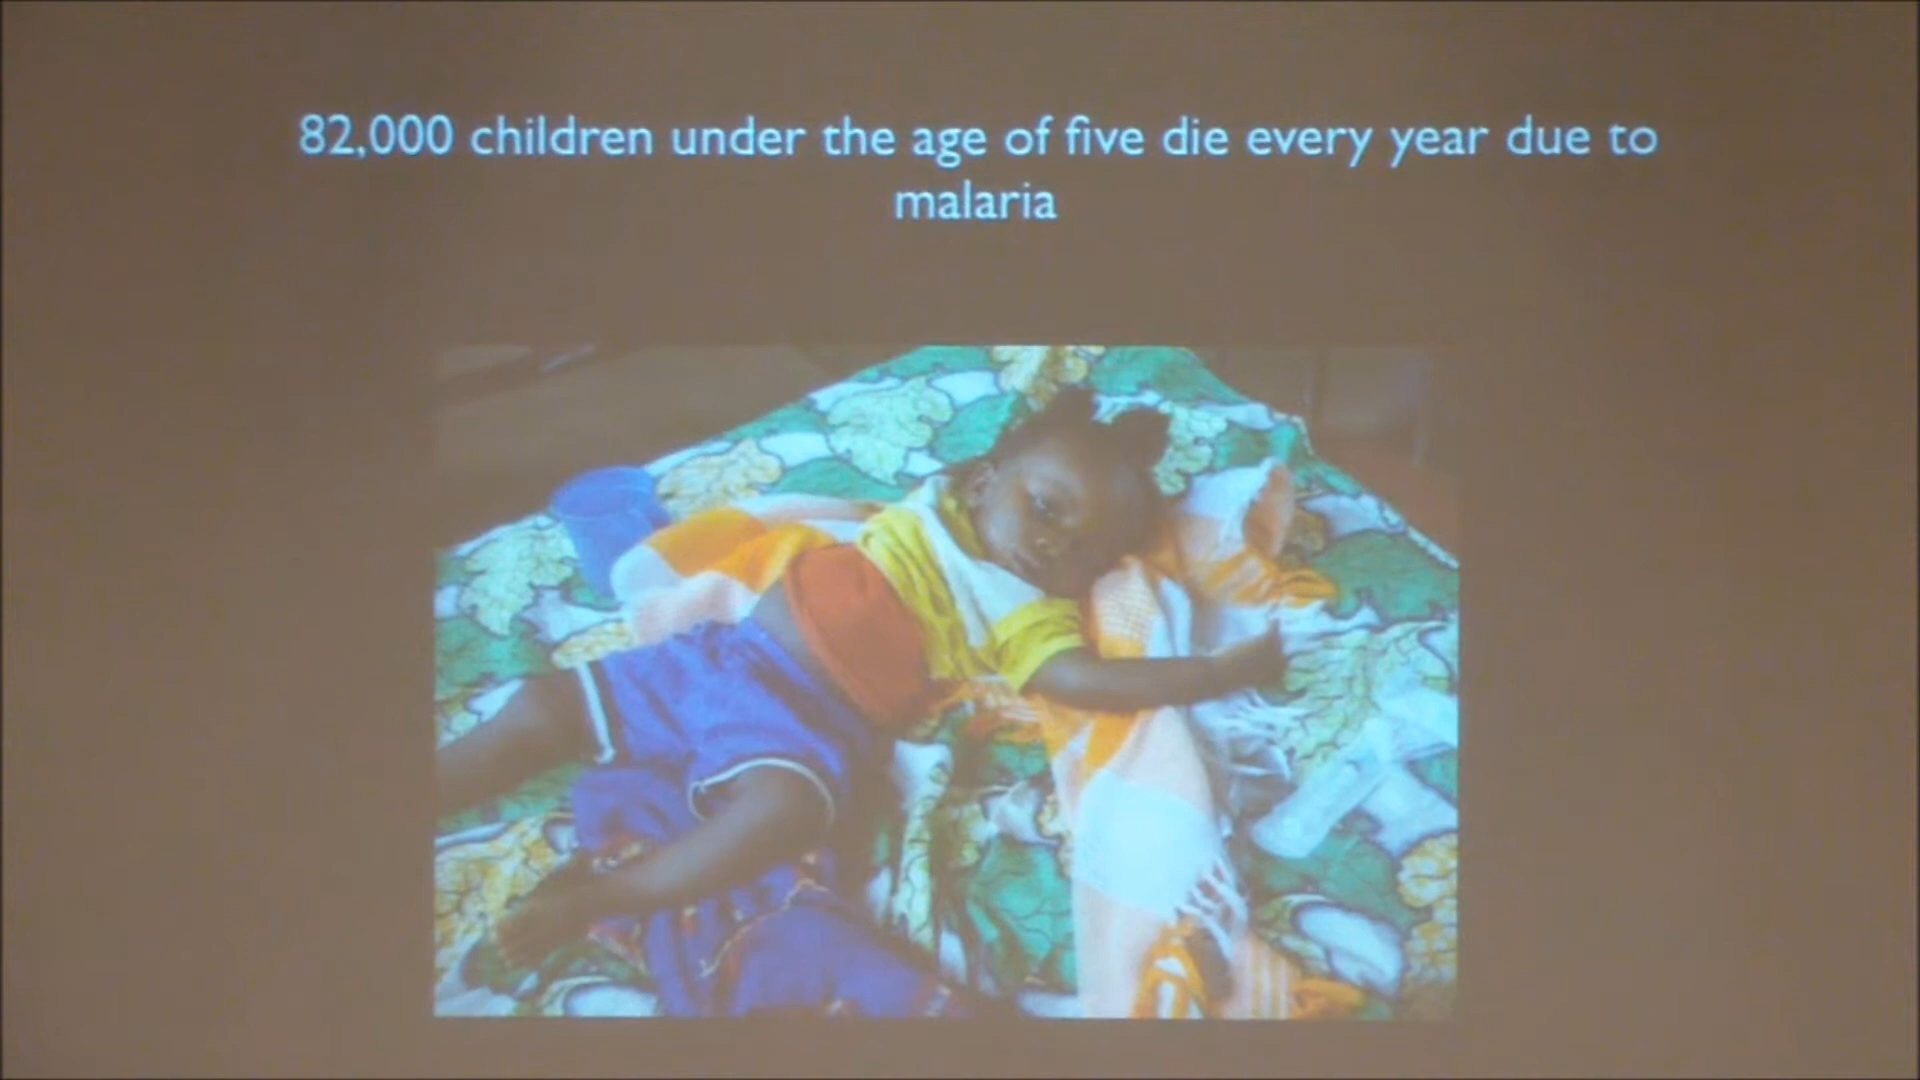 82,000 children under the age of five die every year due to
malaria